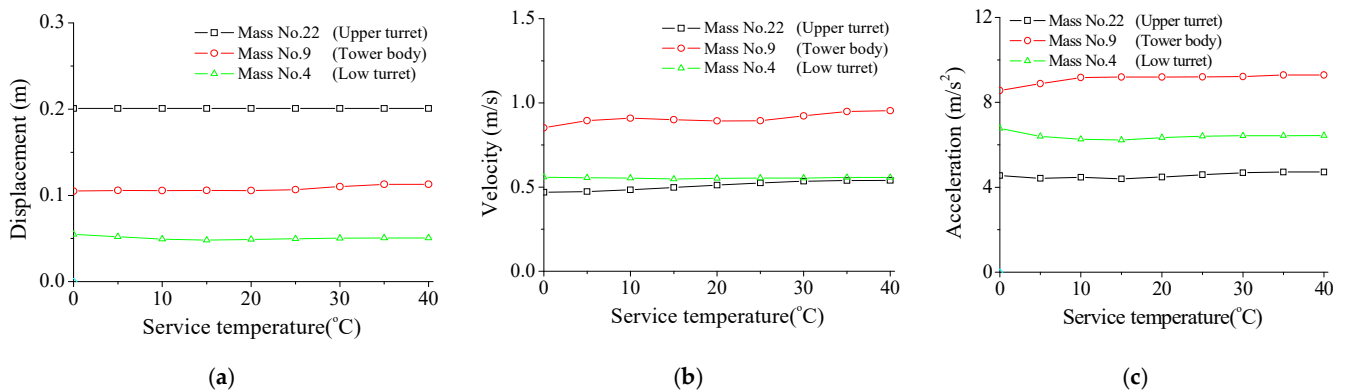 Mass No.22 (Upper turret)
Mass No.9 (Tower body)
Mass No.4 (Low turret)
0.3
0.2
0.1
0.0
Displacement (m)
0 10 20 30 40
Service temperature(°C)
(a)
Mass No.22 (Upper turret)
Mass No.9 (Tower body)
Mass No.4 (Low turret)
1.5
1.0
0.5
0.0
Velocity (m/s)
0 10 20 30 40
Service temperature(°C)
(b)
Mass No.22 (Upper turret)
Mass No.9 (Tower body)
Mass No.4 (Low turret)
12
8
4
0
Acceleration (m/s²)
0 10 20 30 40
Service temperature(°C)
(c)